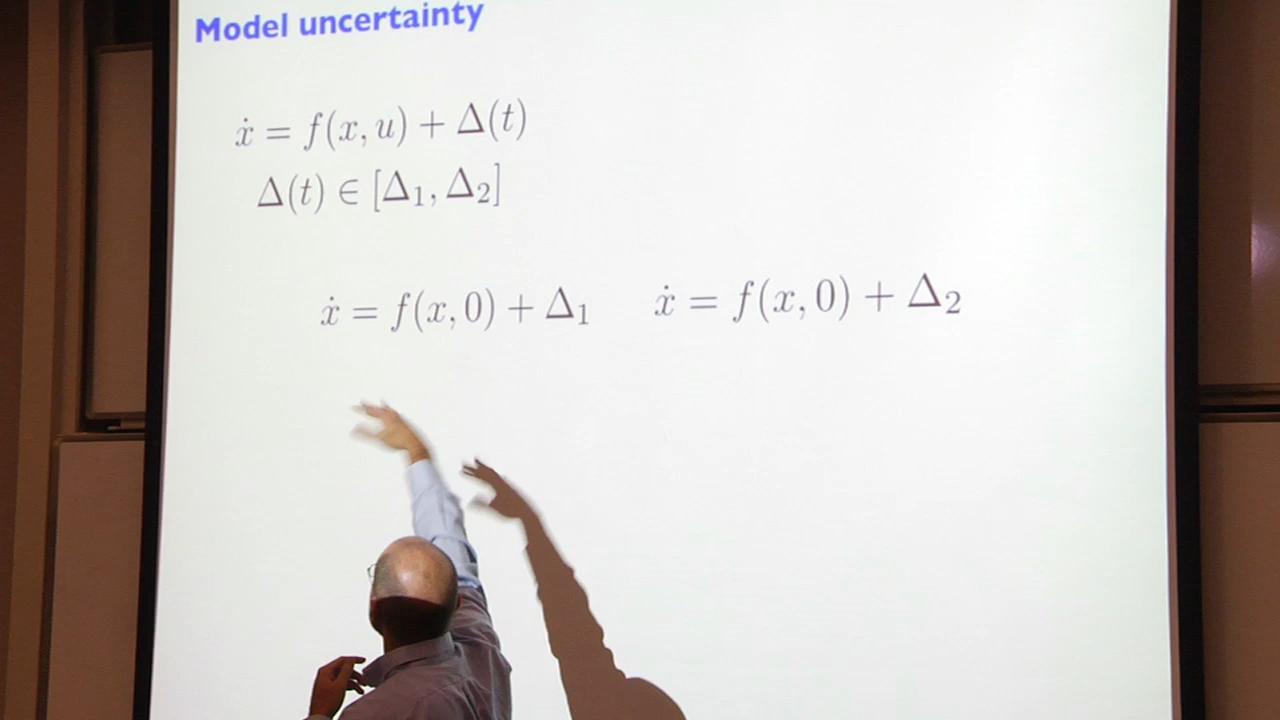 Model uncertainty
ẋ = f(x, u) + Δ(t)
Δ(t) ∈ [Δ₁, Δ₂]
ẋ = f(x, 0) + Δ₁ ẋ = f(x, 0) + Δ₂